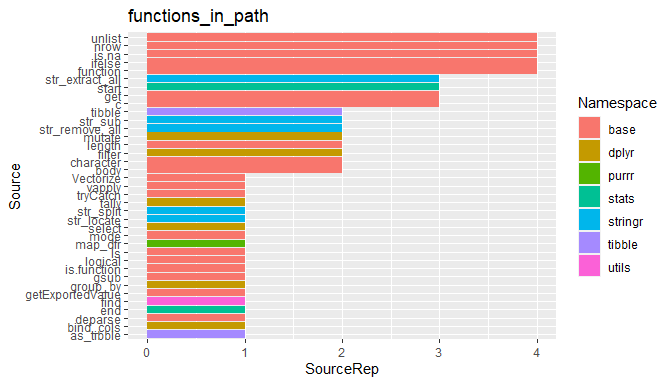 functions_in_path
Source
unlist
nrow
is.na
ifelse
function
str_extract_all
start
get
c
tibble
str_sub
str_remove_all
mutate
length
filter
character
body
Vectorize
vapply
tryCatch
tally
str_split
str_locate
select
mode
map_dfr
ls
logical
is.function
gsub
group_by
getExportedValue
find
end
deparse
bind_cols
as_tibble
0 1 2 3 4
SourceRep
Namespace
base
dplyr
purrr
stats
stringr
tibble
utils